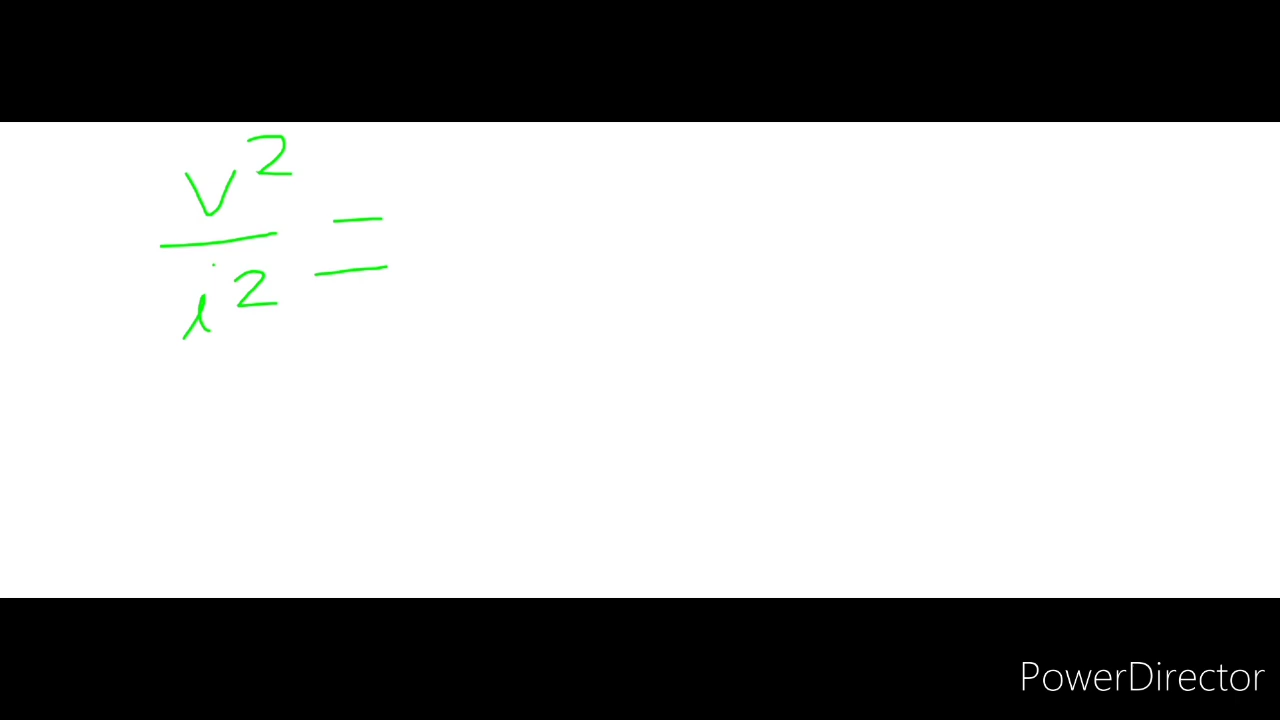 v²
i² =
PowerDirector